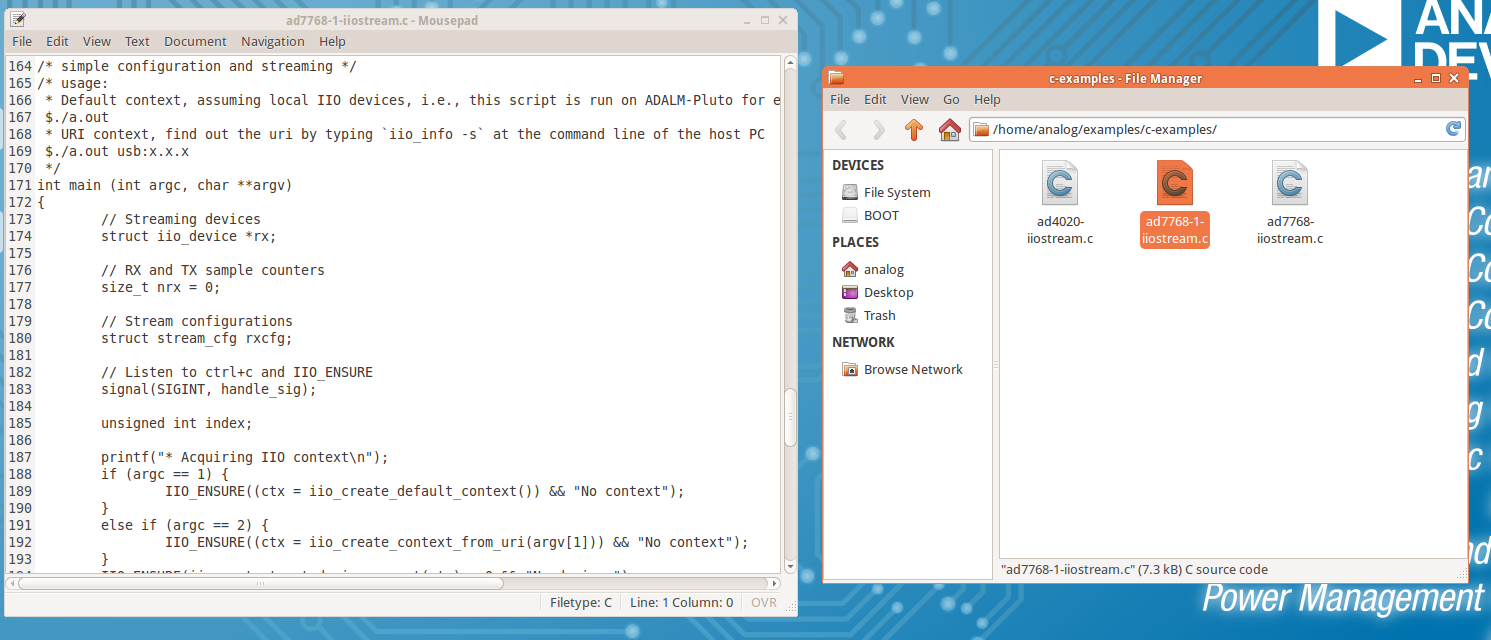 ad7768-1-iiostream.c - Mousepad
File Edit View Text Document Navigation Help
164 /* simple configuration and streaming */
165 /* usage:
166  * Default context, assuming local IIO devices, i.e., this script is run on ADALM-Pluto for e
167  $./a.out
168  * URI context, find out the uri by typing `iio_info -s` at the command line of the host PC
169  $./a.out usb:x.x.x
170  */
171 int main (int argc, char **argv)
172 {
173         // Streaming devices
174         struct iio_device *rx;
175
176         // RX and TX sample counters
177         size_t nrx = 0;
178
179         // Stream configurations
180         struct stream_cfg rxcfg;
181
182         // Listen to ctrl+c and IIO_ENSURE
183         signal(SIGINT, handle_sig);
184
185         unsigned int index;
186
187         printf("* Acquiring IIO context\n");
188         if (argc == 1) {
189                 IIO_ENSURE((ctx = iio_create_default_context()) && "No context");
190         }
191         else if (argc == 2) {
192                 IIO_ENSURE((ctx = iio_create_context_from_uri(argv[1])) && "No context");
193         }
Filetype: C Line: 1 Column: 0 OVR
c-examples - File Manager
File Edit View Go Help
/home/analog/examples/c-examples/
DEVICES
File System
BOOT
PLACES
analog
Desktop
Trash
NETWORK
Browse Network
ad4020-
iiostream.c
ad7768-1-
iiostream.c
ad7768-
iiostream.c
"ad7768-1-iiostream.c" (7.3 kB) C source code
ANA
DEV
Power Management